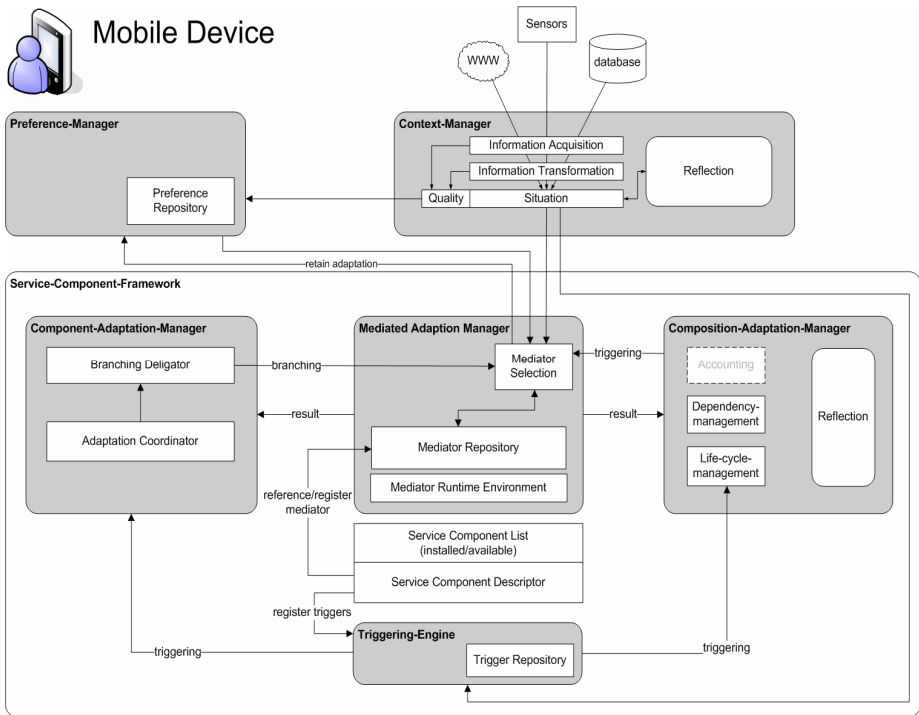 Mobile Device
Sensors
WWW
database
Preference-Manager
Preference
Repository
Context-Manager
Information Acquisition
Information Transformation
Quality
Situation
Reflection
retain adaptation
Service-Component-Framework
Component-Adaptation-Manager
Branching Deligator
Adaptation Coordinator
branching
result
Mediated Adaption Manager
Mediator
Selection
Mediator Repository
Mediator Runtime Environment
triggering
result
Composition-Adaptation-Manager
Accounting
Dependency-
management
Life-cycle-
management
Reflection
reference/register
mediator
Service Component List
(installed/available)
Service Component Descriptor
register triggers
Triggering-Engine
Trigger Repository
triggering
triggering